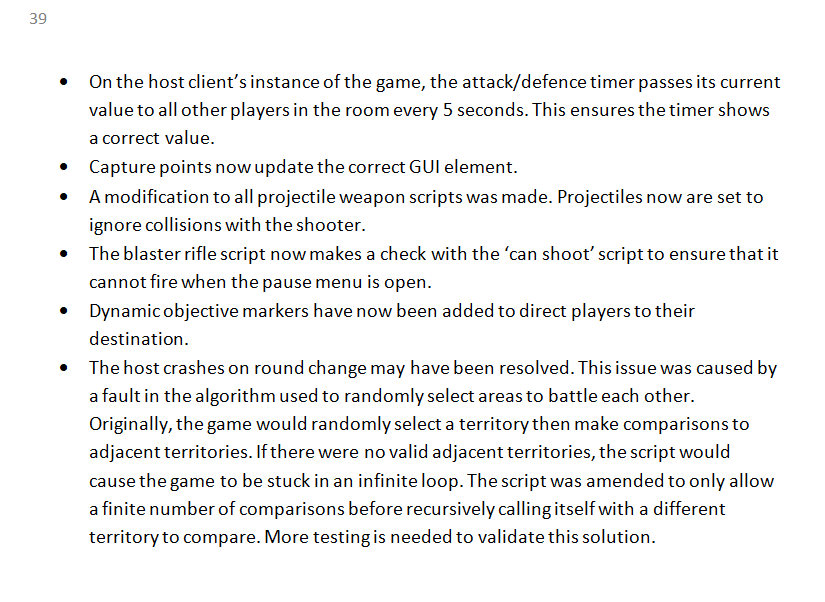 39
• On the host client’s instance of the game, the attack/defence timer passes its current
value to all other players in the room every 5 seconds. This ensures the timer shows
a correct value.
• Capture points now update the correct GUI element.
• A modification to all projectile weapon scripts was made. Projectiles now are set to
ignore collisions with the shooter.
• The blaster rifle script now makes a check with the ‘can shoot’ script to ensure that it
cannot fire when the pause menu is open.
• Dynamic objective markers have now been added to direct players to their
destination.
• The host crashes on round change may have been resolved. This issue was caused by
a fault in the algorithm used to randomly select areas to battle each other.
Originally, the game would randomly select a territory then make comparisons to
adjacent territories. If there were no valid adjacent territories, the script would
cause the game to be stuck in an infinite loop. The script was amended to only allow
a finite number of comparisons before recursively calling itself with a different
territory to compare. More testing is needed to validate this solution.